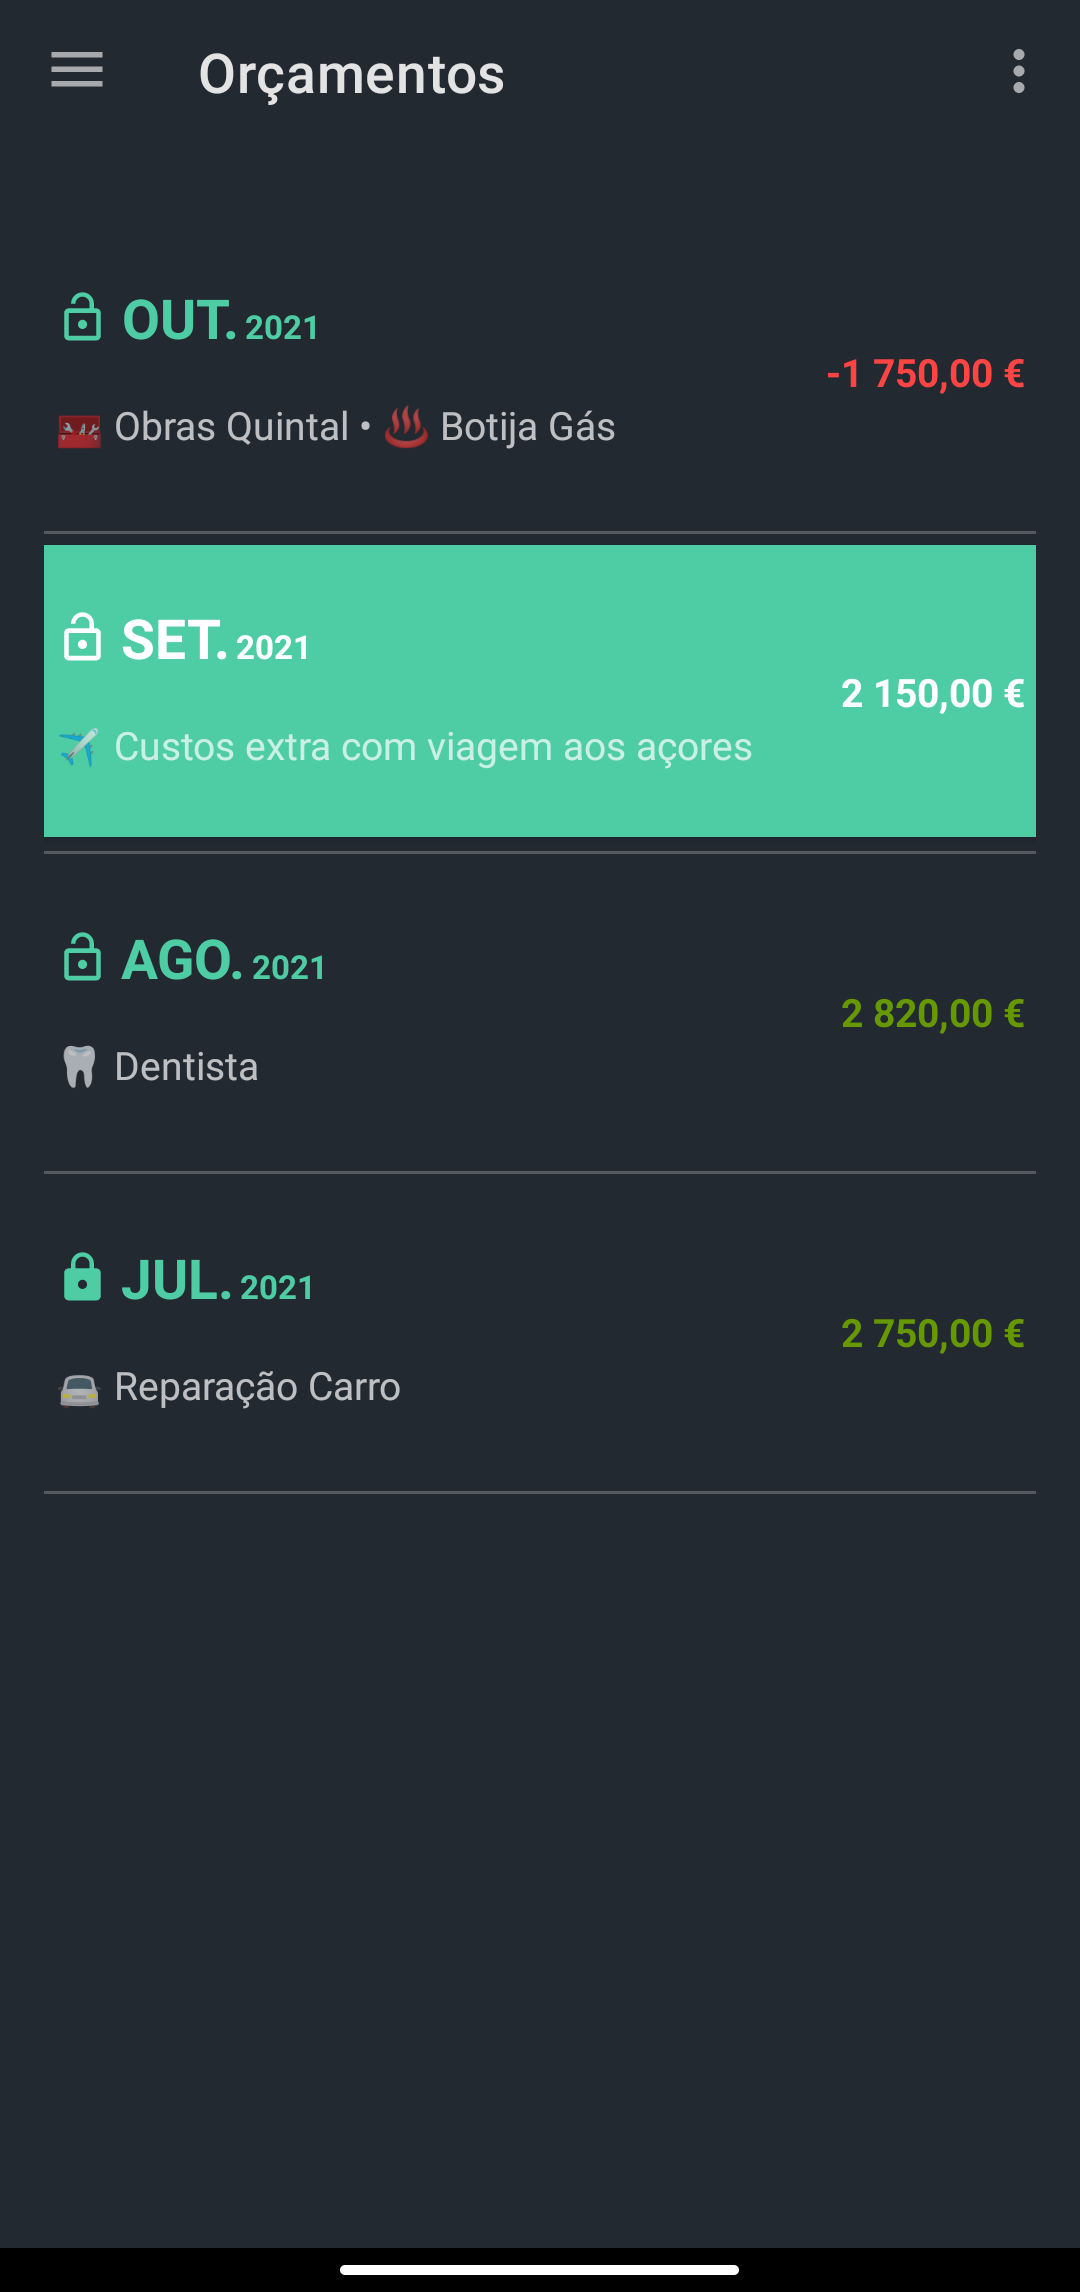 Orçamentos
OUT. 2021
-1 750,00 €
Obras Quintal • Botija Gás
SET. 2021
2 150,00 €
Custos extra com viagem aos açores
AGO. 2021
2 820,00 €
Dentista
JUL. 2021
2 750,00 €
Reparação Carro